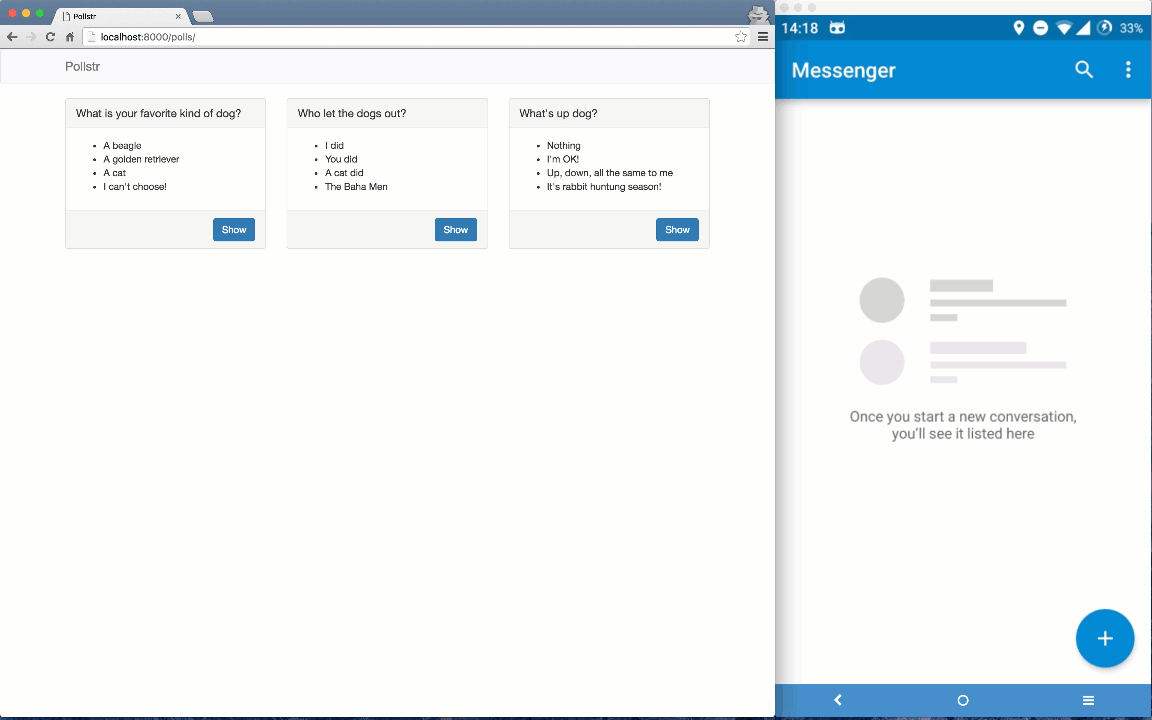 Pollstr
localhost:8000/polls/
Pollstr
What is your favorite kind of dog?
A beagle
A golden retriever
A cat
I can't choose!
Show
Who let the dogs out?
I did
You did
A cat did
The Baha Men
Show
What's up dog?
Nothing
I'm OK!
Up, down, all the same to me
It's rabbit huntung season!
Show
14:18
33%
Messenger
Once you start a new conversation,
you'll see it listed here